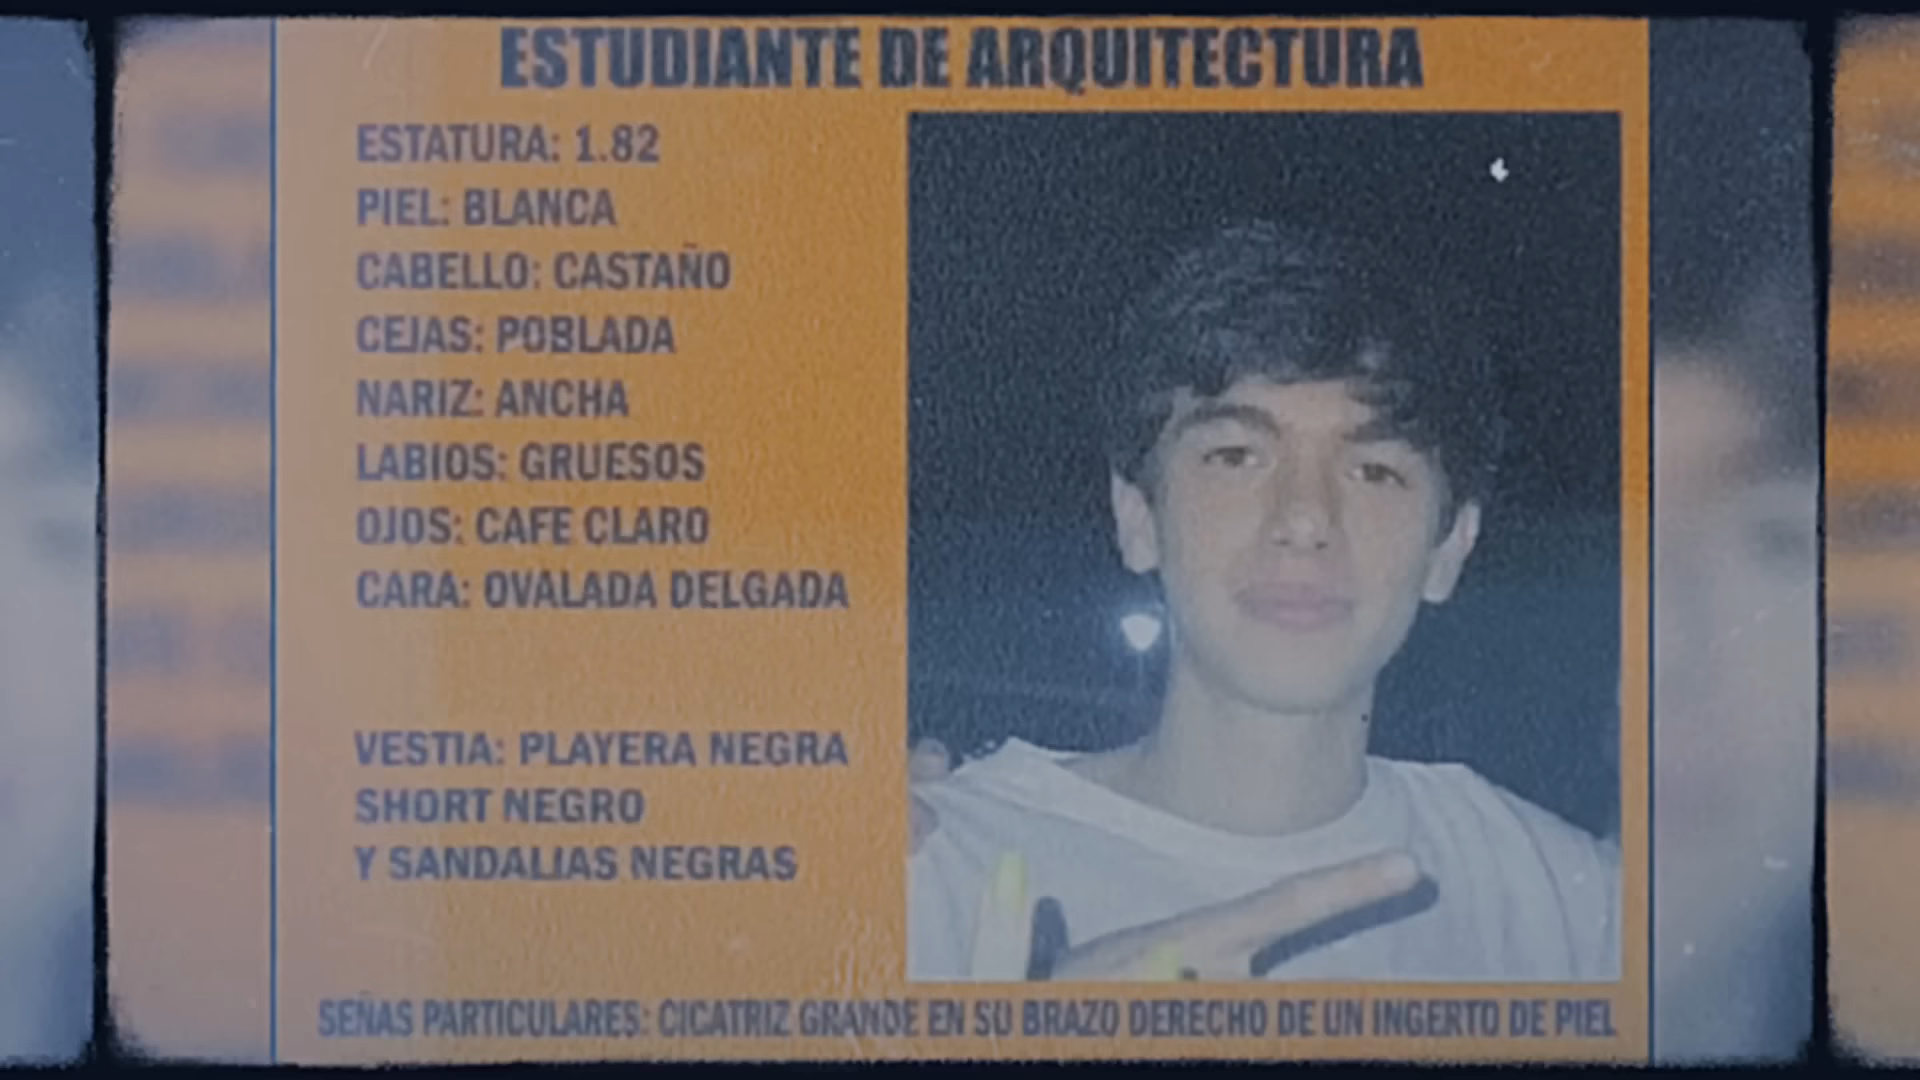 ESTUDIANTE DE ARQUITECTURA
ESTATURA: 1.82
PIEL: BLANCA
CABELLO: CASTAÑO
CEJAS: POBLADA
NARIZ: ANCHA
LABIOS: GRUESOS
OJOS: CAFE CLARO
CARA: OVALADA DELGADA
VESTIA: PLAYERA NEGRA
SHORT NEGRO
Y SANDALIAS NEGRAS
SEÑAS PARTICULARES: CICATRIZ GRANDE EN SU BRAZO DERECHO DE UN INGERTO DE PIEL